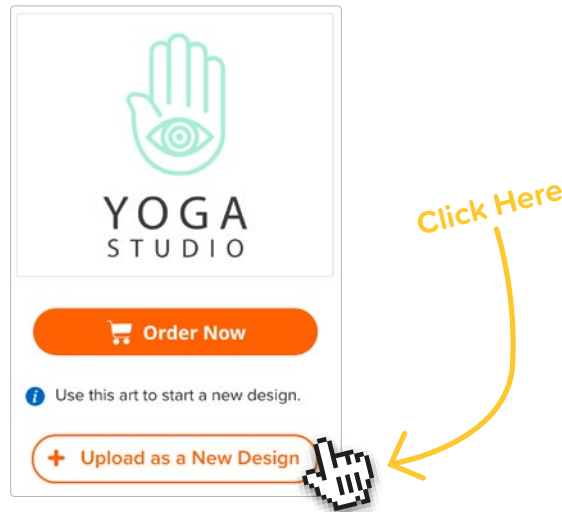 YOGA
STUDIO
Click Here
Order Now
i Use this art to start a new design.
+ Upload as a New Design